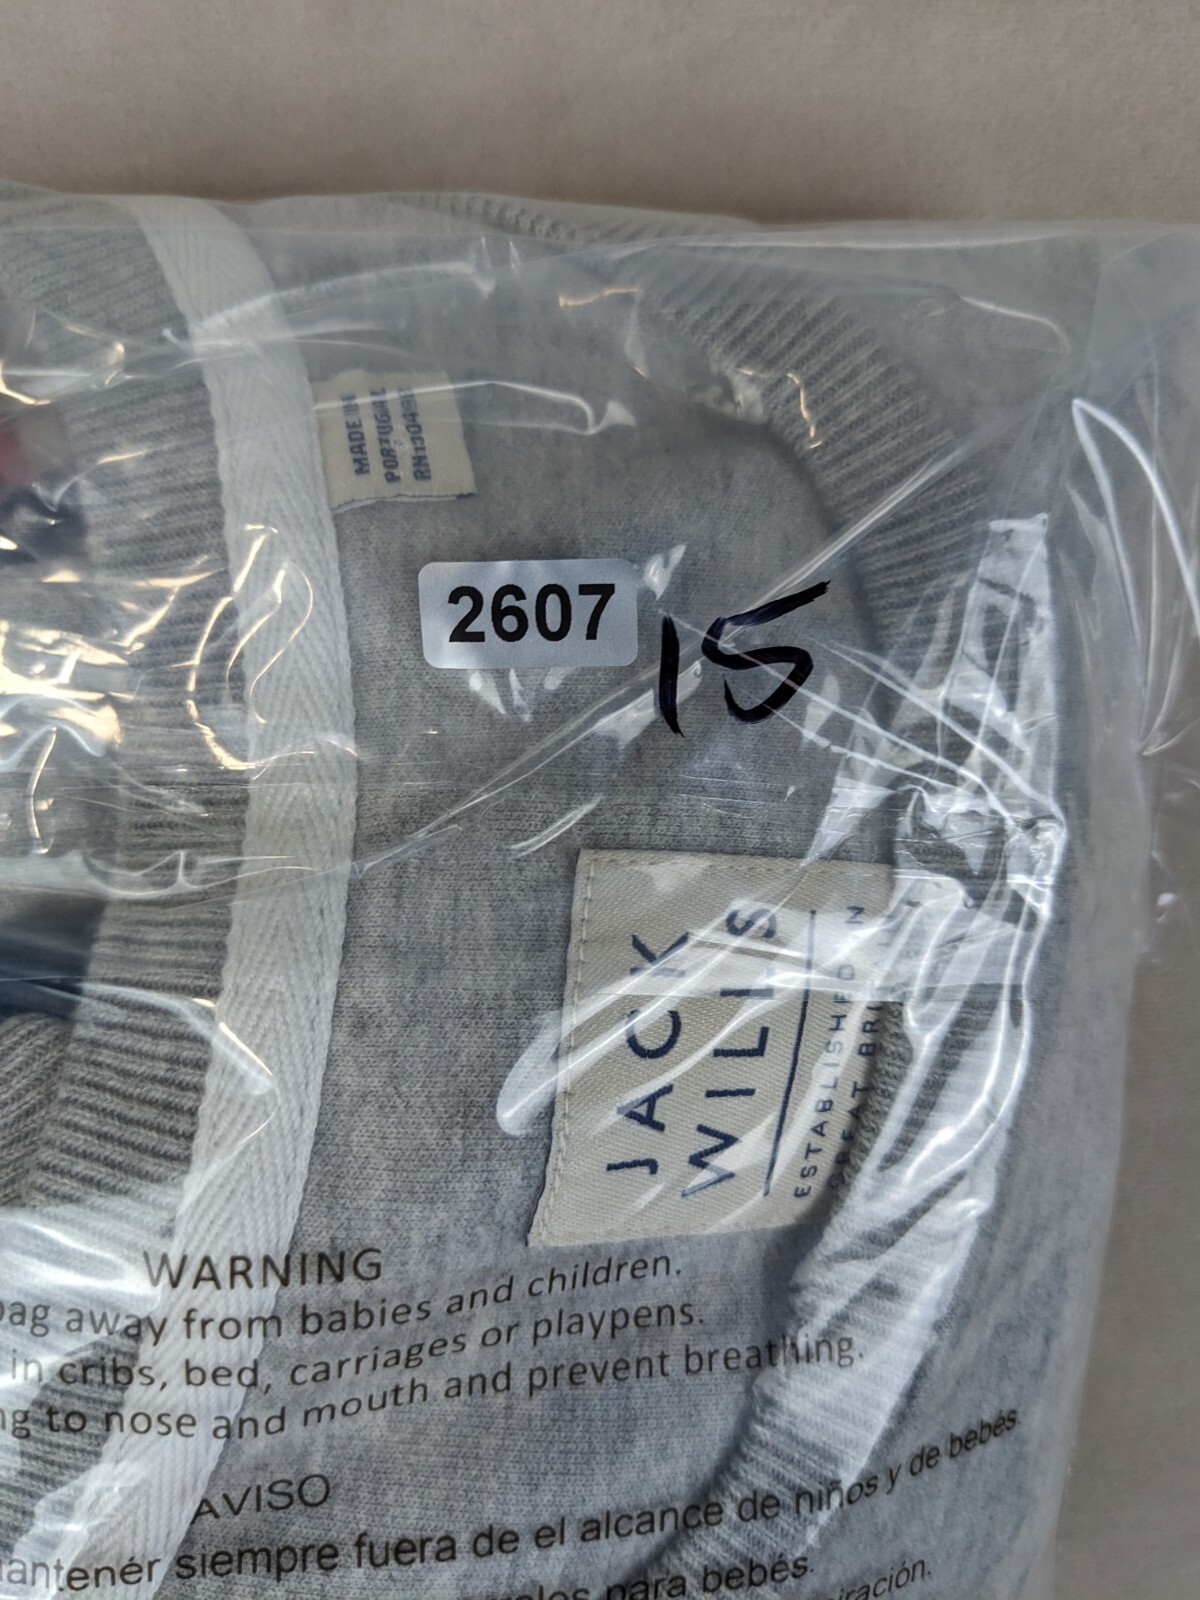 MADE IN
PORTUGAL
2607
15
JACK
WILLS
ESTABLISHED IN
GREAT
WARNING
bag away from babies and children.
in cribs, bed, carriages or playpens.
to nose and mouth and prevent breathing.
AVISO
mantener siempre fuera de el alcance de niños y de bebés.
para bebés.